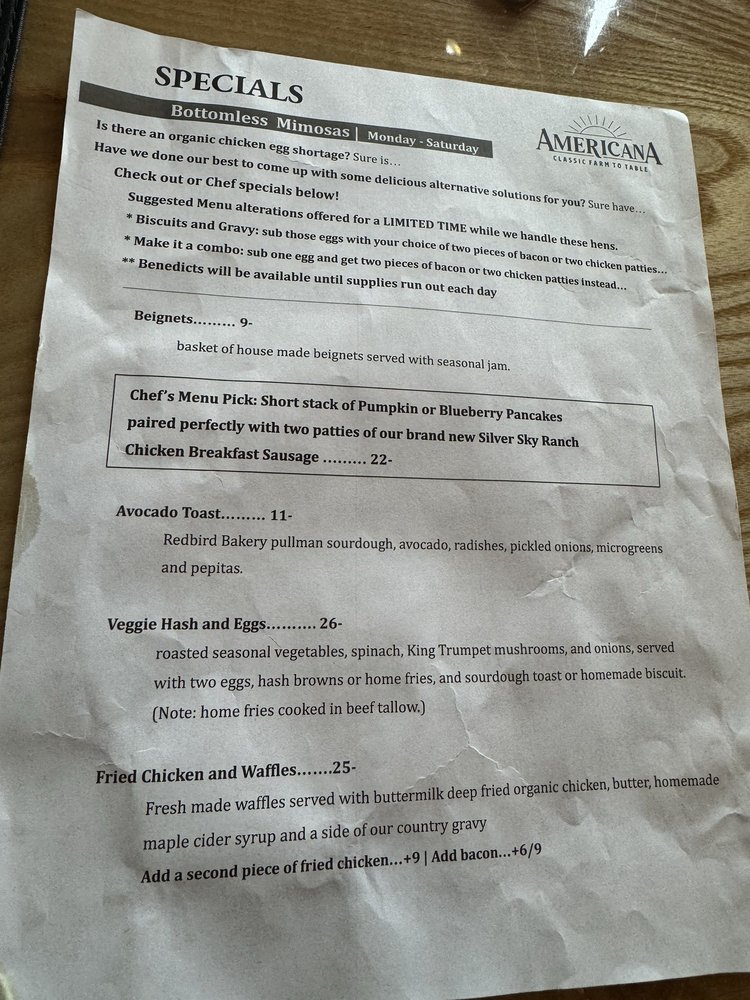 SPECIALS
Bottomless Mimosas | Monday - Saturday
AMERICANA
CLASSIC FARM TO TABLE
Is there an organic chicken egg shortage? Sure is...
Have we done our best to come up with some delicious alternative solutions for you? Sure have...
Check out or Chef specials below!
Suggested Menu alterations offered for a LIMITED TIME while we handle these hens.
* Biscuits and Gravy: sub those eggs with your choice of two pieces of bacon or two chicken patties...
* Make it a combo: sub one egg and get two pieces of bacon or two chicken patties instead...
** Benedicts will be available until supplies run out each day
Beignets......... 9-
basket of house made beignets served with seasonal jam.
Chef's Menu Pick: Short stack of Pumpkin or Blueberry Pancakes
paired perfectly with two patties of our brand new Silver Sky Ranch
Chicken Breakfast Sausage ......... 22-
Avocado Toast......... 11-
Redbird Bakery pullman sourdough, avocado, radishes, pickled onions, microgreens
and pepitas.
Veggie Hash and Eggs.......... 26-
roasted seasonal vegetables, spinach, King Trumpet mushrooms, and onions, served
with two eggs, hash browns or home fries, and sourdough toast or homemade biscuit.
(Note: home fries cooked in beef tallow.)
Fried Chicken and Waffles.......25-
Fresh made waffles served with buttermilk deep fried organic chicken, butter, homemade
maple cider syrup and a side of our country gravy
Add a second piece of fried chicken...+9 | Add bacon...+6/9